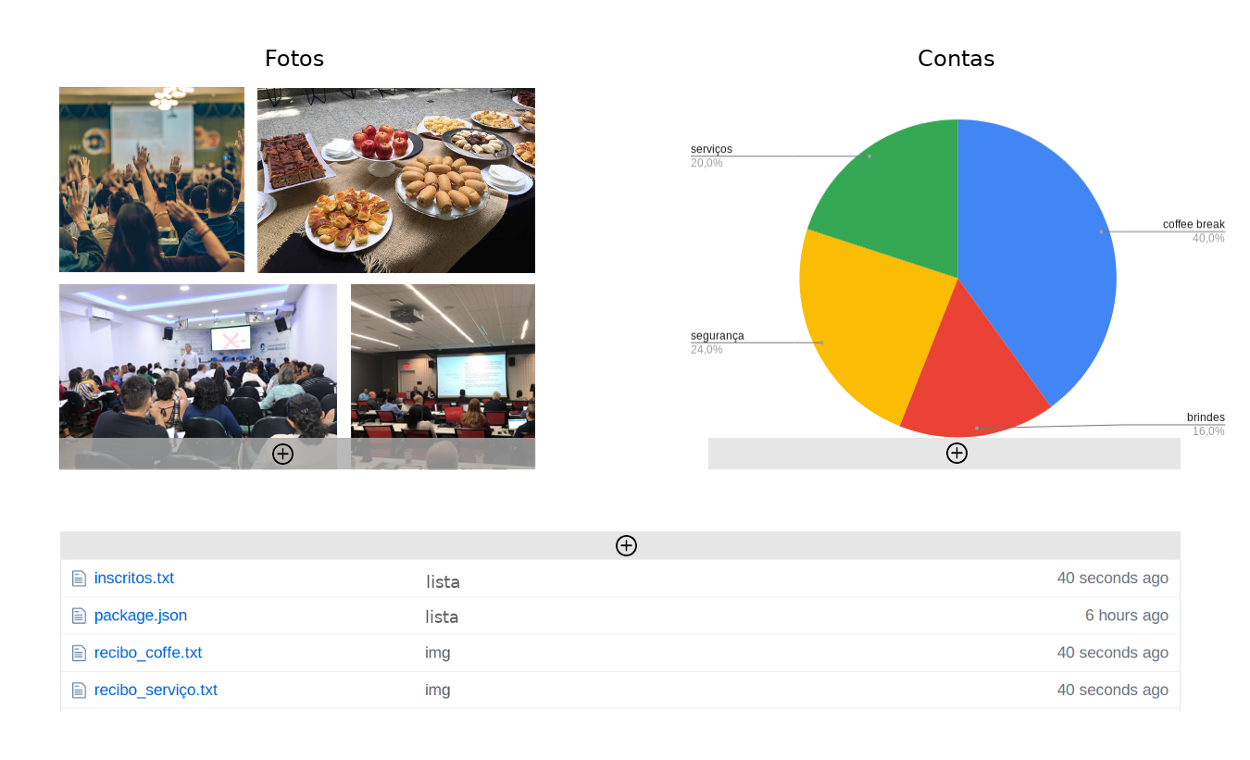 Fotos
Contas
serviços
20,0%
coffee break
40,0%
segurança
24,0%
brindes
16,0%
inscritos.txt lista 40 seconds ago
package.json lista 6 hours ago
recibo_coffe.txt img 40 seconds ago
recibo_serviço.txt img 40 seconds ago